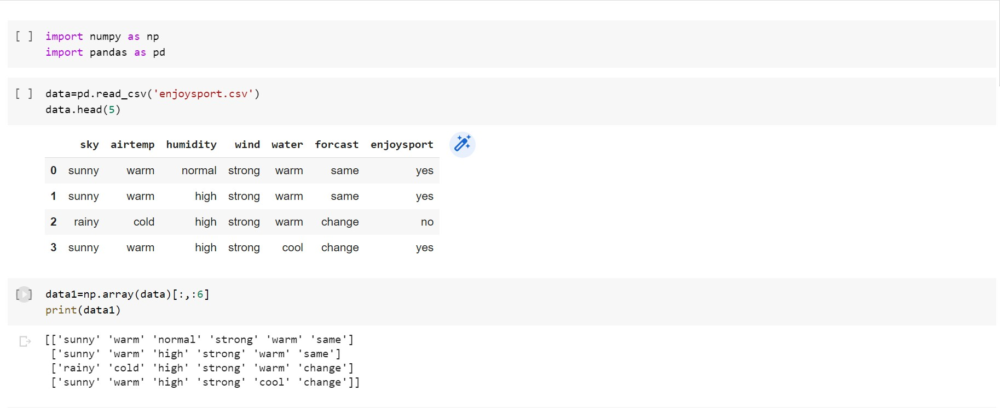 [ ] import numpy as np
import pandas as pd
[ ] data=pd.read_csv('enjoysport.csv')
data.head(5)
sky airtemp humidity wind water forcast enjoysport
0 sunny warm normal strong warm same yes
1 sunny warm high strong warm same yes
2 rainy cold high strong warm change no
3 sunny warm high strong cool change yes
[ ] data1=np.array(data)[:,:6]
print(data1)
[['sunny' 'warm' 'normal' 'strong' 'warm' 'same']
['sunny' 'warm' 'high' 'strong' 'warm' 'same']
['rainy' 'cold' 'high' 'strong' 'warm' 'change']
['sunny' 'warm' 'high' 'strong' 'cool' 'change']]